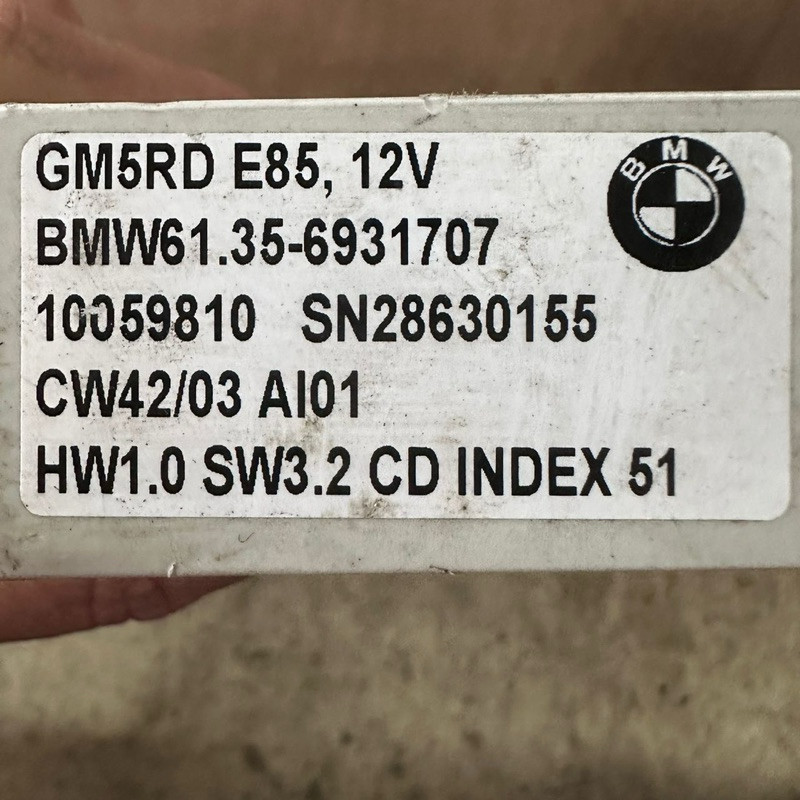 GM5RD E85, 12V
BMW
BMW61.35-6931707
10059810 SN28630155
CW42/03 AI01
HW1.0 SW3.2 CD INDEX 51